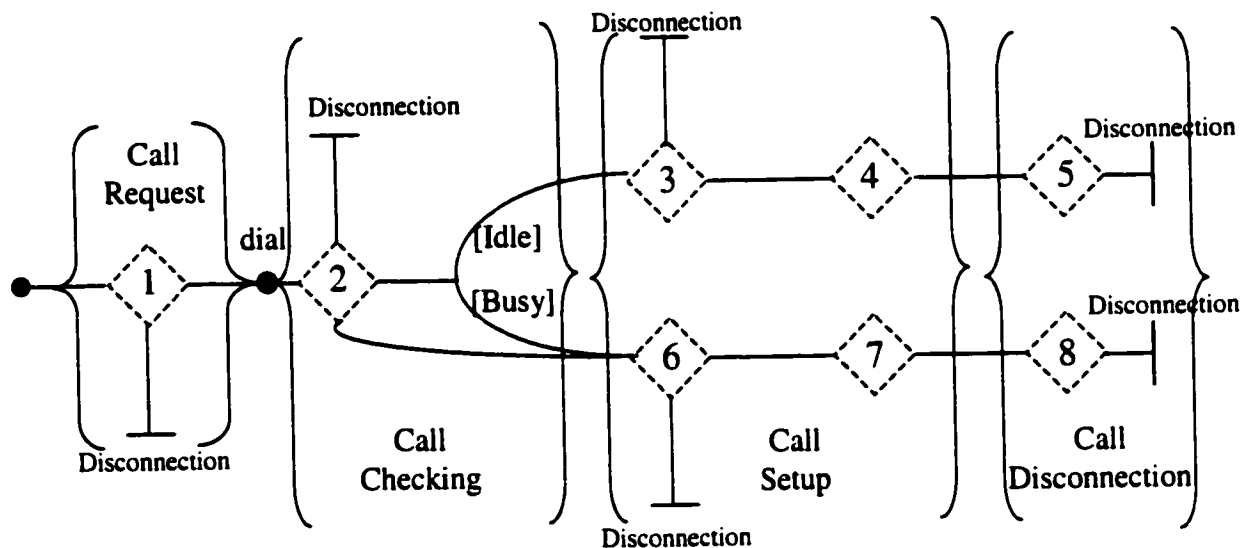 Disconnection
Disconnection
Call
Request
Disconnection
dial
1
2
[Idle]
[Busy]
3
4
5
Disconnection
6
7
8
Disconnection
Disconnection
Call
Checking
Call
Setup
Call
Disconnection
Disconnection